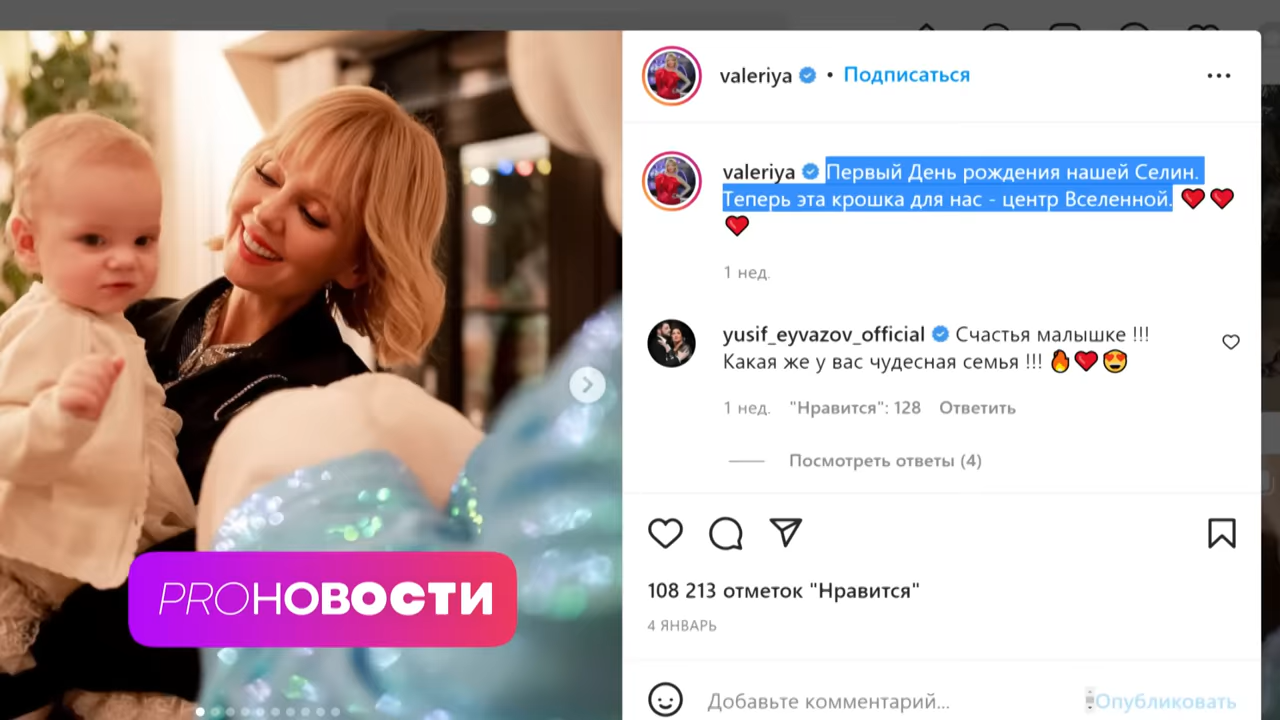 valeriya • Подписаться
valeriya Первый День рождения нашей Селин.
Теперь эта крошка для нас - центр Вселенной.
1 нед.
yusif_eyvazov_official Счастья малышке !!!
Какая же у вас чудесная семья !!!
1 нед. "Нравится": 128 Ответить
Посмотреть ответы (4)
108 213 отметок "Нравится"
4 ЯНВАРЬ
Добавьте комментарий... Опубликовать
PROНОВОСТИ